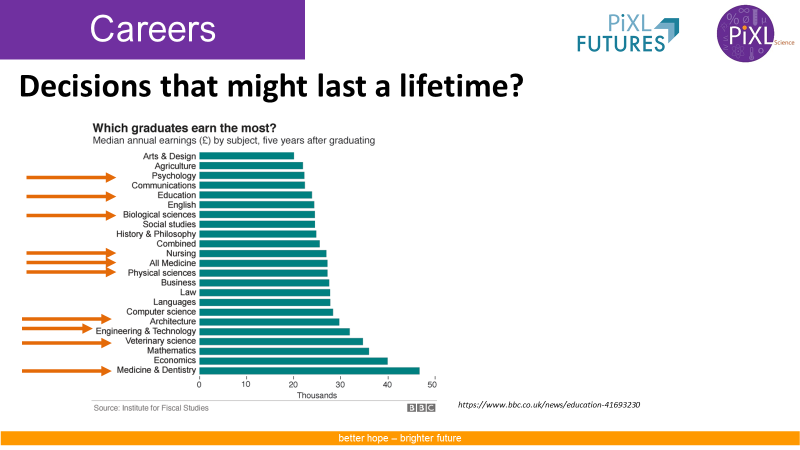 Careers
PiXL
FUTURES
PiXL
Science
Decisions that might last a lifetime?
Which graduates earn the most?
Median annual earnings (£) by subject, five years after graduating
Arts & Design
Agriculture
Psychology
Communications
Education
English
Biological sciences
Social studies
History & Philosophy
Combined
Nursing
All Medicine
Physical sciences
Business
Law
Languages
Computer science
Architecture
Engineering & Technology
Veterinary science
Mathematics
Economics
Medicine & Dentistry
0 10 20 30 40 50
Thousands
Source: Institute for Fiscal Studies
BBC
https://www.bbc.co.uk/news/education-41693230
better hope – brighter future